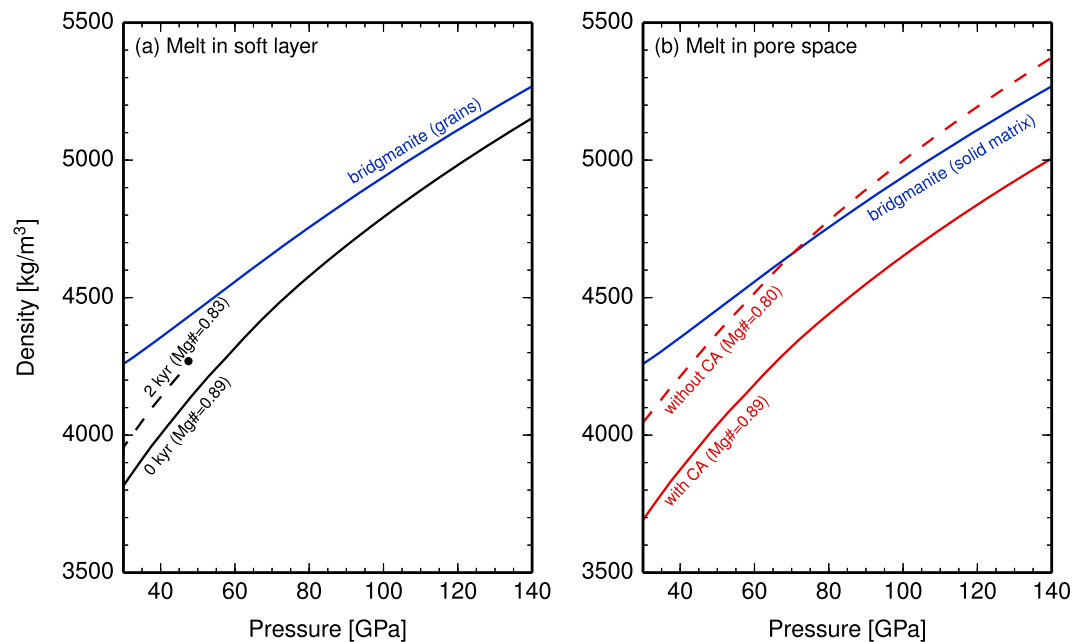 (a) Melt in soft layer
(b) Melt in pore space
5500
5000
4500
4000
3500
Density [kg/m³]
bridgmanite (grains)
2 kyr (Mg#=0.83)
0 kyr (Mg#=0.89)
40 60 80 100 120 140
Pressure [GPa]
5500
5000
4500
4000
3500
bridgmanite (solid matrix)
without CA (Mg#=0.80)
with CA (Mg#=0.89)
40 60 80 100 120 140
Pressure [GPa]